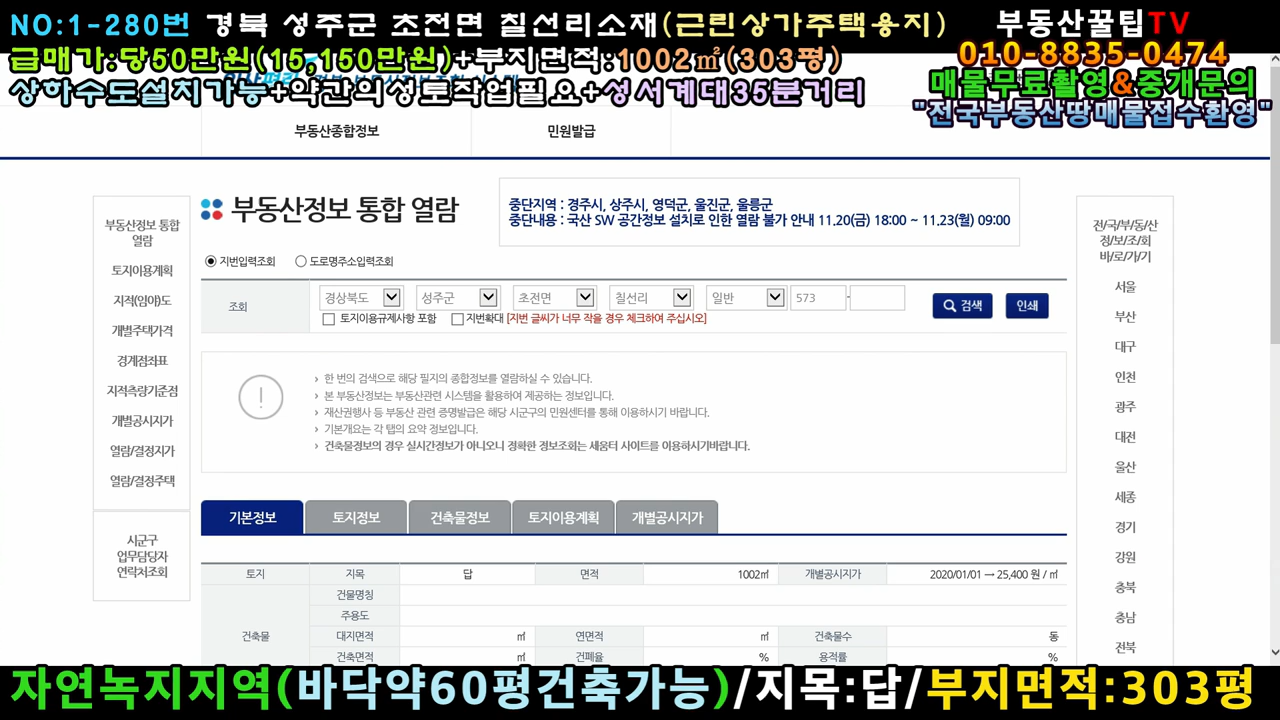 NO:1-280번 경북 성주군 초전면 칠선리소재(근린상가주택용지)
부동산꿀팁TV
급매가:당50만원(15,150만원)+부지면적:1002㎡(303평)
010-8835-0474
상하수도설치가능+약간의성토작업필요+성서계대35분거리
매물무료촬영&중개문의
"전국부동산땅매물접수환영"
부동산종합정보
민원발급
부동산정보 통합 열람
중단지역 : 경주시, 상주시, 영덕군, 울진군, 울릉군
중단내용 : 국산 SW 공간정보 설치로 인한 열람 불가 안내 11.20(금) 18:00 ~ 11.23(월) 09:00
지번입력조회 도로명주소입력조회
조회 경상북도 성주군 초전면 칠선리 일반 573 - 검색 인쇄
토지이용규제사항 포함 지번확대 [지번 글씨가 너무 작을 경우 체크하여 주십시오]
› 한 번의 검색으로 해당 필지의 종합정보를 열람하실 수 있습니다.
› 본 부동산정보는 부동산관련 시스템을 활용하여 제공하는 정보입니다.
› 재산권행사 등 부동산 관련 증명발급은 해당 시군구의 민원센터를 통해 이용하시기 바랍니다.
› 기본개요는 각 탭의 요약 정보입니다.
› 건축물정보의 경우 실시간정보가 아니오니 정확한 정보조회는 세움터 사이트를 이용하시기바랍니다.
기본정보 토지정보 건축물정보 토지이용계획 개별공시지가
토지 지목 답 면적 1002㎡ 개별공시지가 2020/01/01 → 25,400 원 / ㎡
건물명칭
주용도
건축물 대지면적 ㎡ 연면적 ㎡ 건축물수 동
건축면적 ㎡ 건폐율 % 용적률 %
부동산정보 통합
열람
토지이용계획
지적(임야)도
개별주택가격
경계점좌표
지적측량기준점
개별공시지가
열람/결정지가
열람/결정주택
시군구
업무담당자
연락처조회
전/국/부/동/산
정/보/조/회
바/로/가/기
서울
부산
대구
인천
광주
대전
울산
세종
경기
강원
충북
충남
전북
자연녹지지역(바닥약60평건축가능)/지목:답/부지면적:303평